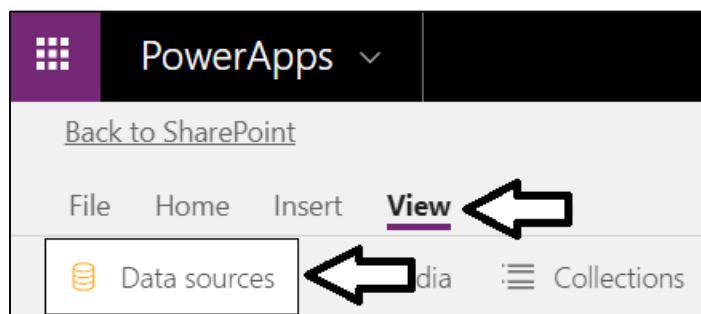 PowerApps
Back to SharePoint
File Home Insert View
Data sources dia Collections